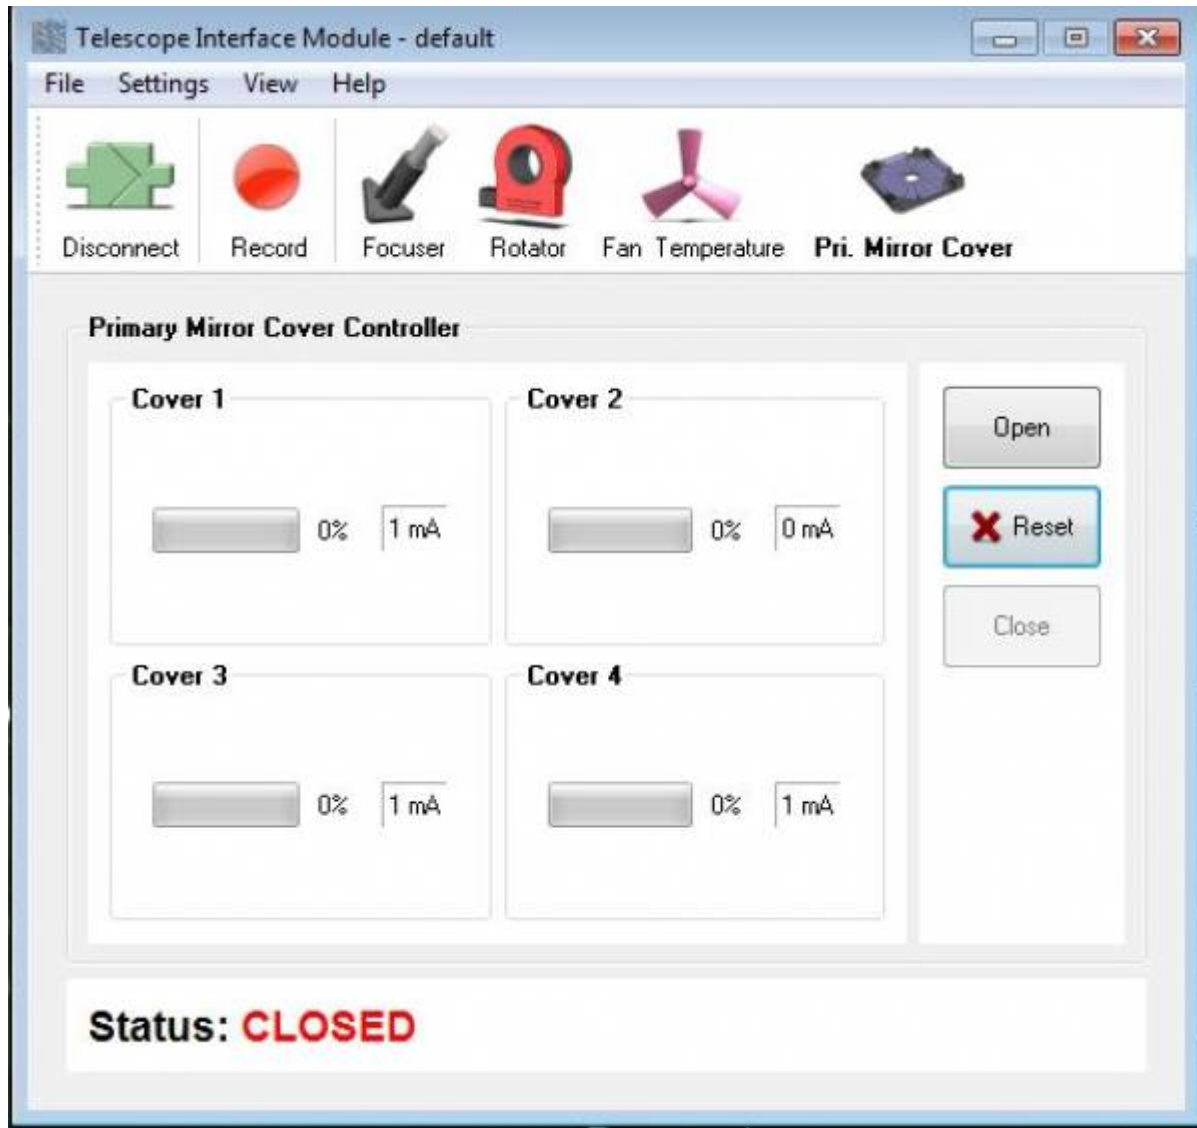 Telescope Interface Module - default
File Settings View Help
Disconnect Record Focuser Rotator Fan Temperature Pri. Mirror Cover
Primary Mirror Cover Controller
Cover 1
0% 1 mA
Cover 2
0% 0 mA
Cover 3
0% 1 mA
Cover 4
0% 1 mA
Open
Reset
Close
Status: CLOSED